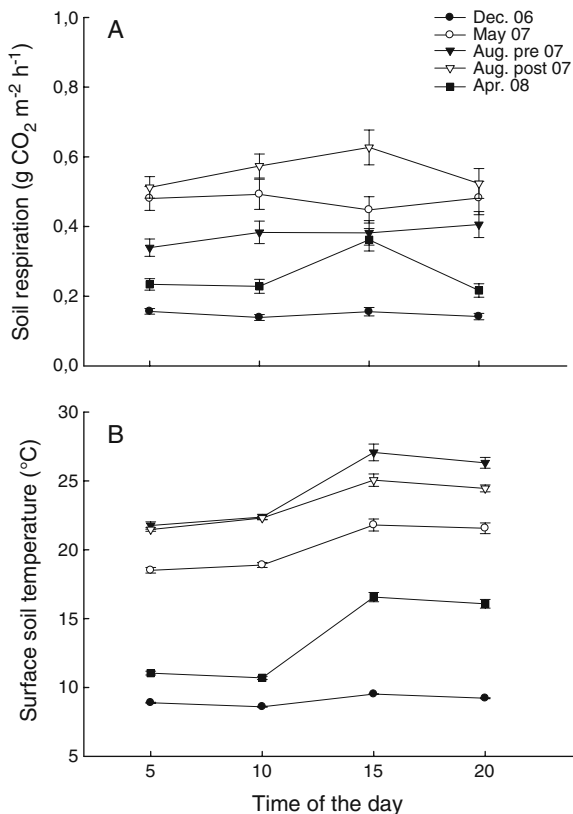 A
Dec. 06
May 07
Aug. pre 07
Aug. post 07
Apr. 08
1,0
0,8
0,6
0,4
0,2
0,0
Soil respiration (g CO₂ m⁻² h⁻¹)
B
30
25
20
15
10
5
Surface soil temperature (°C)
5 10 15 20
Time of the day